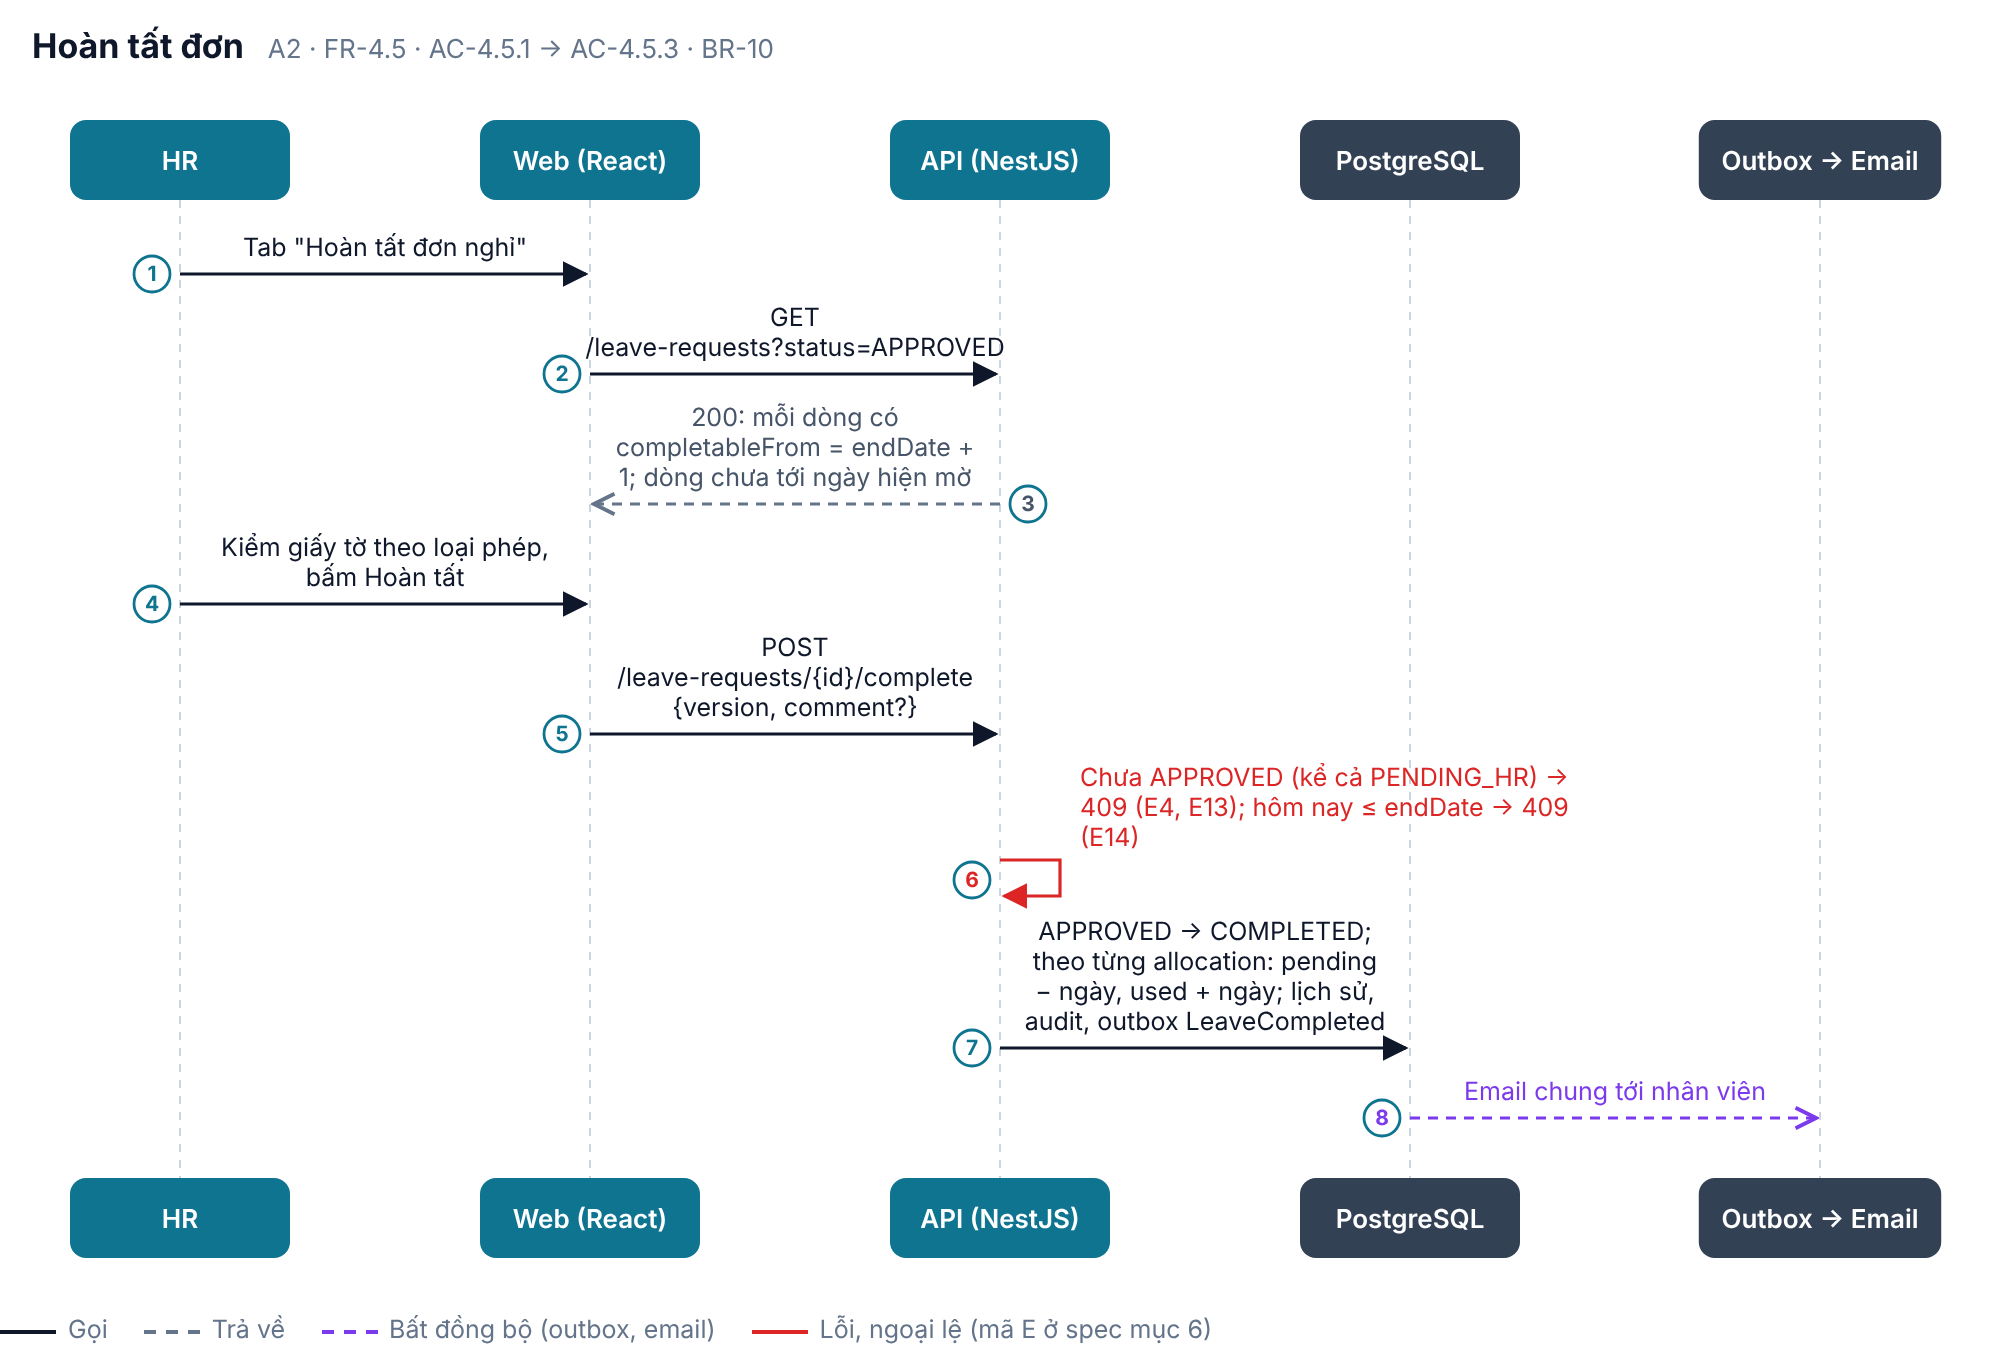 Hoàn tất đơn A2 · FR-4.5 · AC-4.5.1 → AC-4.5.3 · BR-10
HR
Web (React)
API (NestJS)
PostgreSQL
Outbox → Email
Tab "Hoàn tất đơn nghỉ"
1
GET
/leave-requests?status=APPROVED
2
200: mỗi dòng có
completableFrom = endDate +
1; dòng chưa tới ngày hiện mờ
3
Kiểm giấy tờ theo loại phép,
bấm Hoàn tất
4
POST
/leave-requests/{id}/complete
{version, comment?}
5
Chưa APPROVED (kể cả PENDING_HR) →
409 (E4, E13); hôm nay ≤ endDate → 409
(E14)
6
APPROVED → COMPLETED;
theo từng allocation: pending
− ngày, used + ngày; lịch sử,
audit, outbox LeaveCompleted
7
Email chung tới nhân viên
8
HR
Web (React)
API (NestJS)
PostgreSQL
Outbox → Email
Gọi
Trả về
Bất đồng bộ (outbox, email)
Lỗi, ngoại lệ (mã E ở spec mục 6)